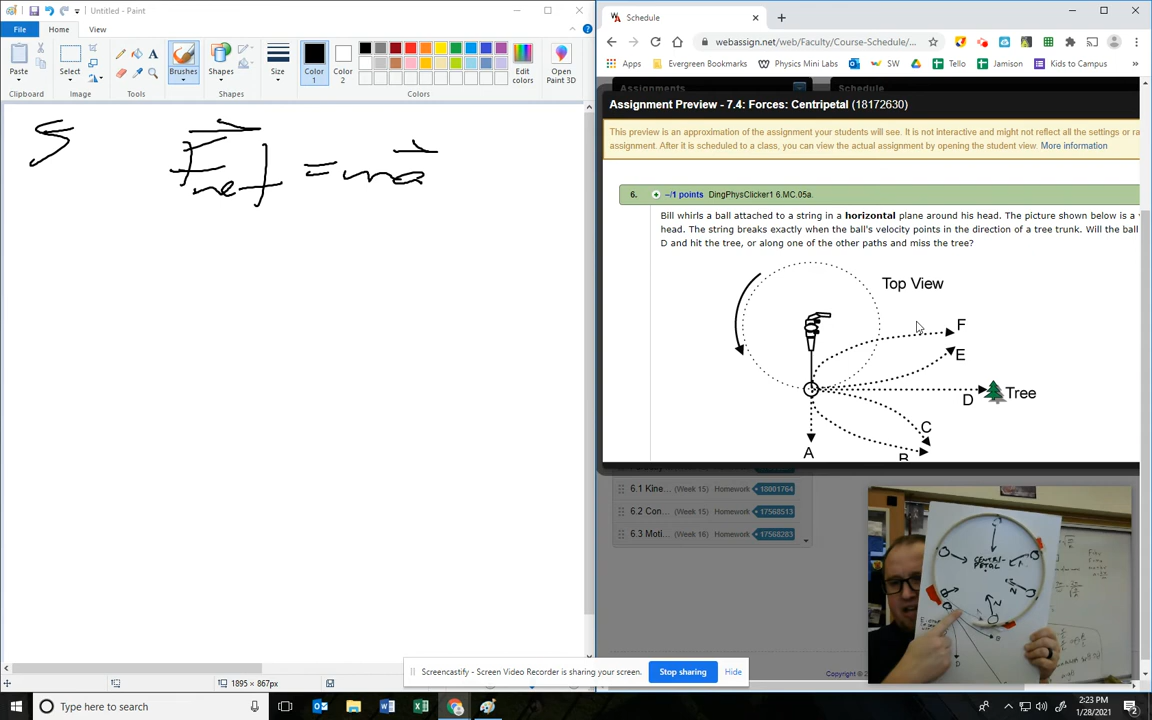 Untitled - Paint
File
Home
View
Paste
Select
Brushes
Shapes
Size
Color
1
Color
2
Edit
colors
Open
Paint 3D
Clipboard
Image
Tools
Shapes
Colors
5
Fnet = ma
1895 × 867px
Schedule
webassign.net/web/Faculty/Course-Schedule/...
Apps
Evergreen Bookmarks
Physics Mini Labs
SW
Tello
Jamison
Kids to Campus
Assignment Preview - 7.4: Forces: Centripetal (18172630)
This preview is an approximation of the assignment your students will see. It is not interactive and might not reflect all the settings or ra
assignment. After it is scheduled to a class, you can view the actual assignment by opening the student view. More information
6.
–/1 points
DingPhysClicker1 6.MC.05a.
Bill whirls a ball attached to a string in a horizontal plane around his head. The picture shown below is a
head. The string breaks exactly when the ball's velocity points in the direction of a tree trunk. Will the ball
D and hit the tree, or along one of the other paths and miss the tree?
Top View
F
E
D
Tree
C
B
A
6.1 Kine...
(Week 15)
Homework
18001764
6.2 Con...
(Week 15)
Homework
17568513
6.3 Moti...
(Week 16)
Homework
17568283
CENTRI-
PETAL
N
N
D
Copyright ©
Screencastify - Screen Video Recorder is sharing your screen.
Stop sharing
Hide
Type here to search
2:23 PM
1/28/2021
2